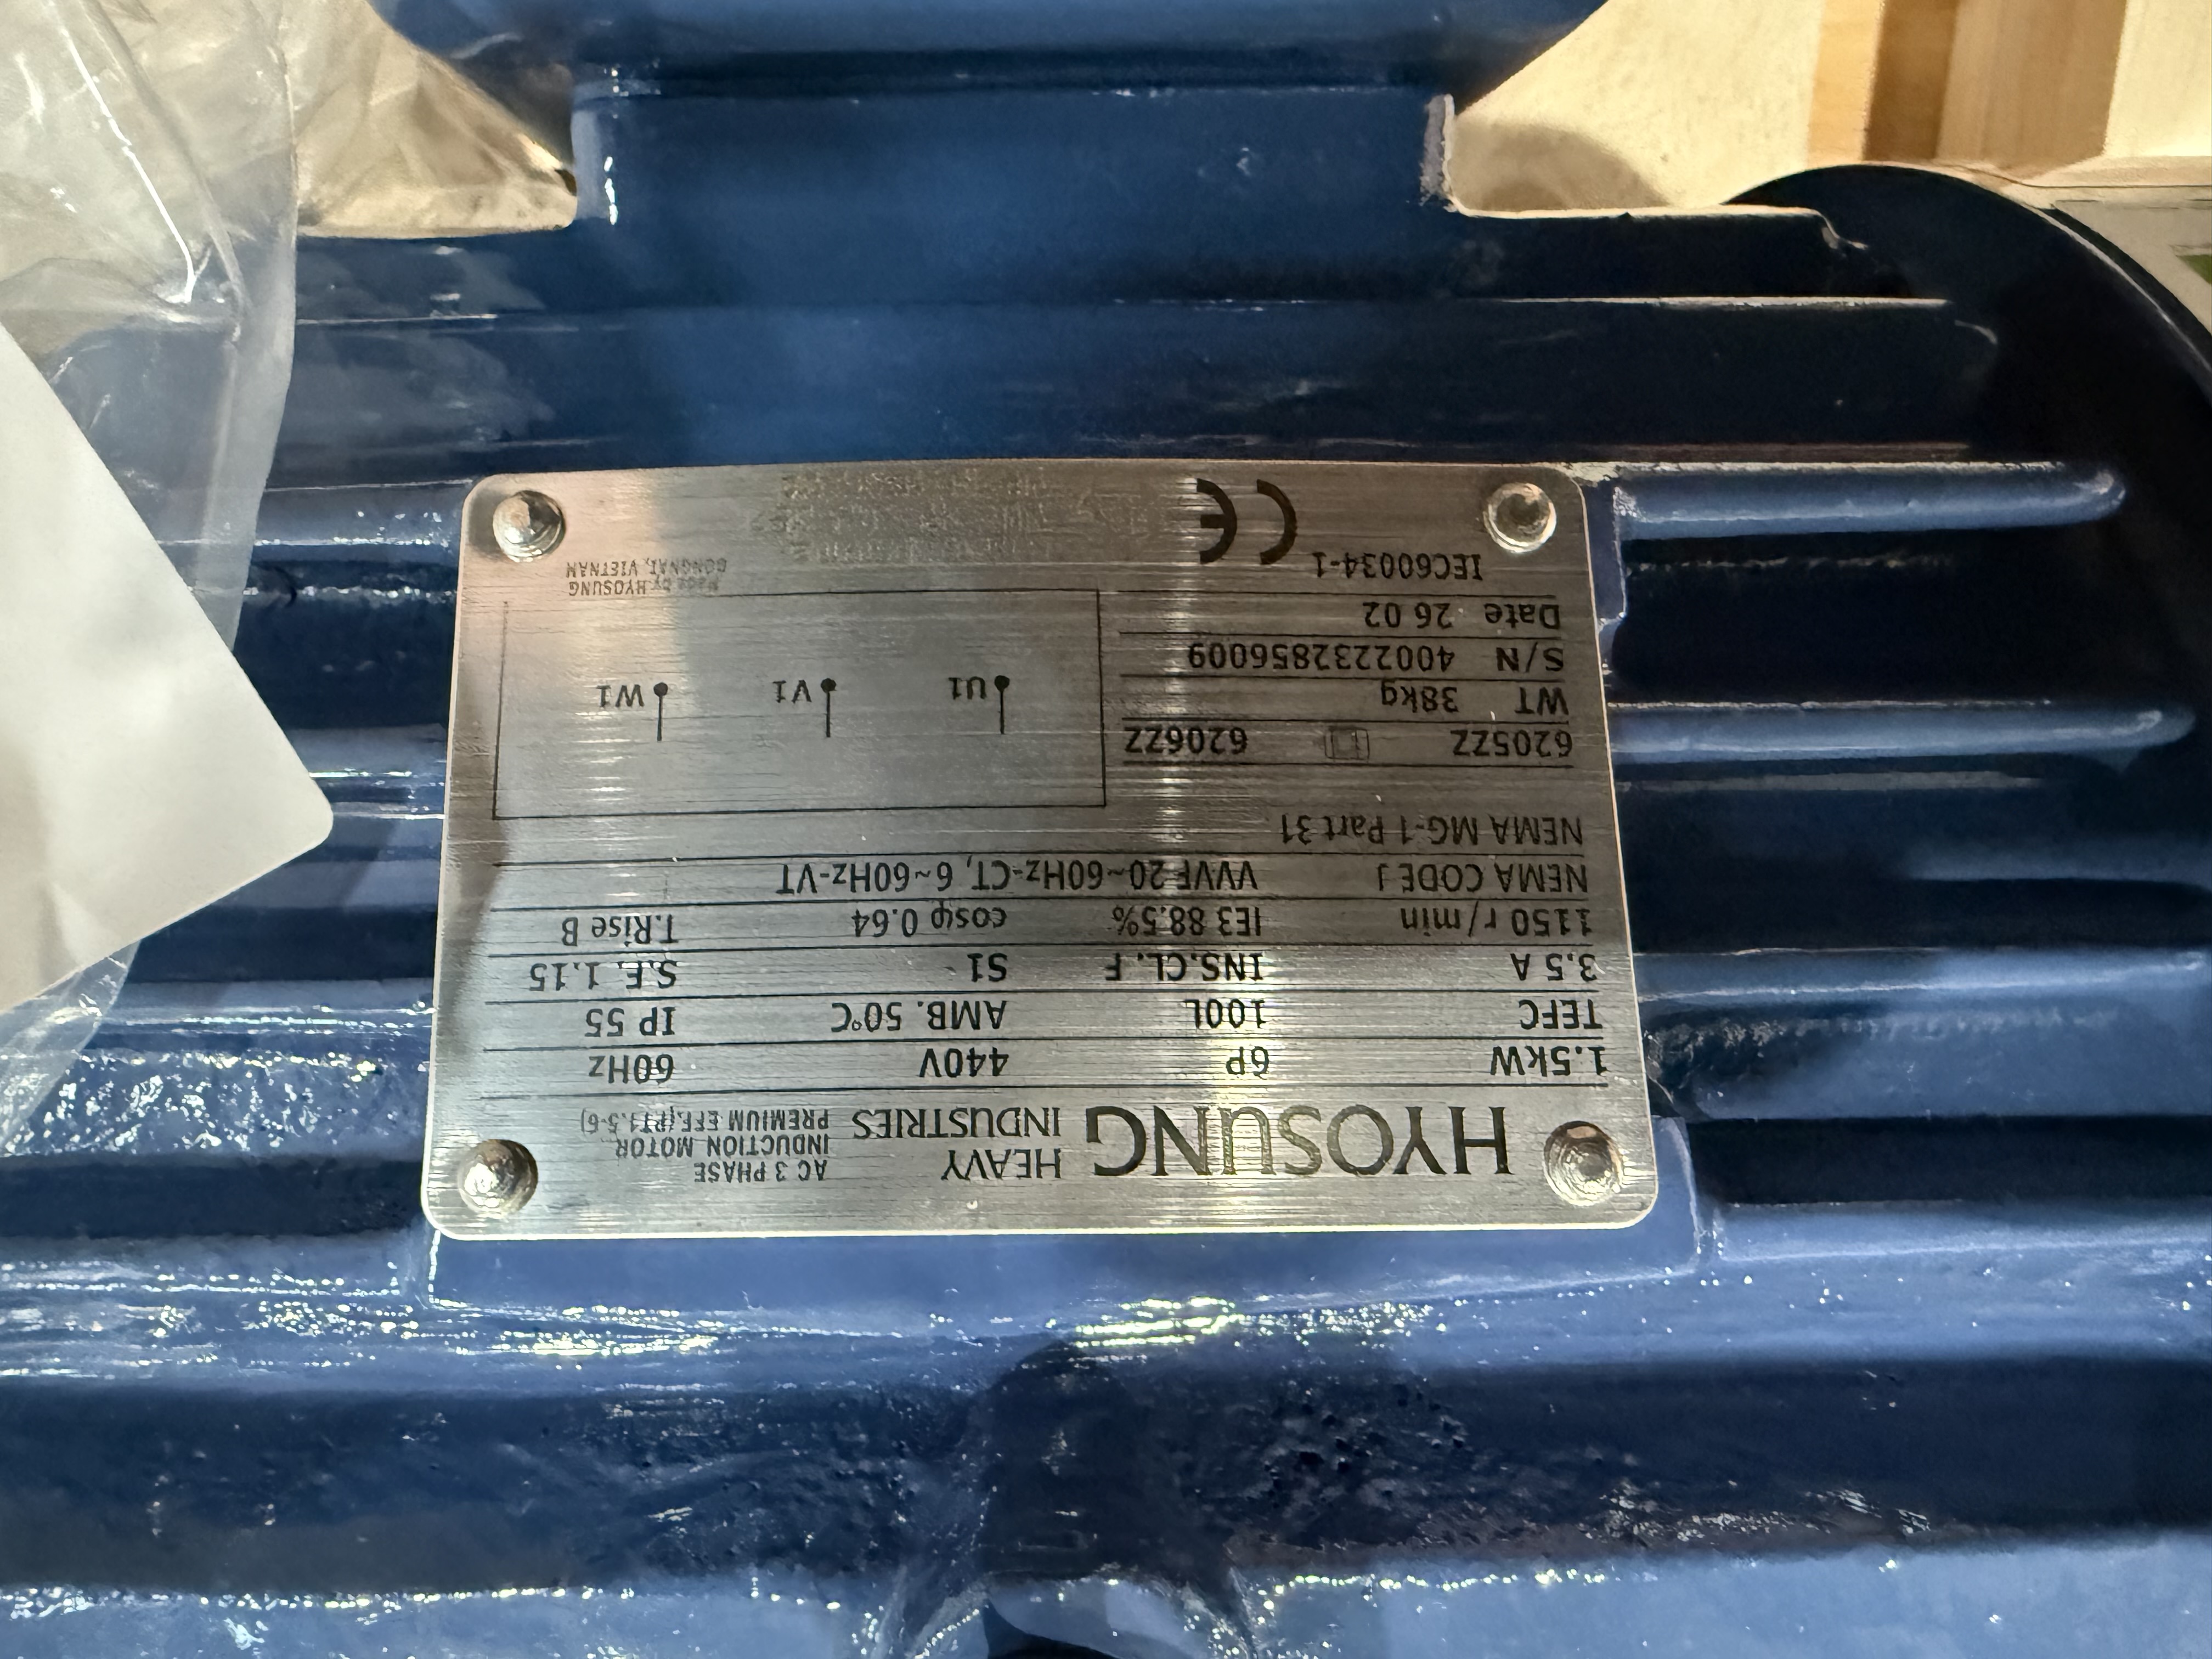 HYOSUNG HEAVY INDUSTRIES
AC 3 PHASE
INDUCTION MOTOR
PREMIUM EFF.(PT1.5-6)
1.5kW 6P 440V 60Hz
TEFC 100L AMB. 50°C IP 55
3.5 A INS.CL. F S1 S.F. 1.15
1150 r/min IE3 88.5% cosφ 0.64 T.Rise B
NEMA CODE J VVVF 20~60Hz-CT, 6~60Hz-VT
NEMA MG-1 Part 31
6205ZZ 6206ZZ
WT 38kg
S/N 4002232856009
Date 26 02
U1 V1 W1
IEC60034-1 CE
Made by HYOSUNG
DONGNAI, VIETNAM